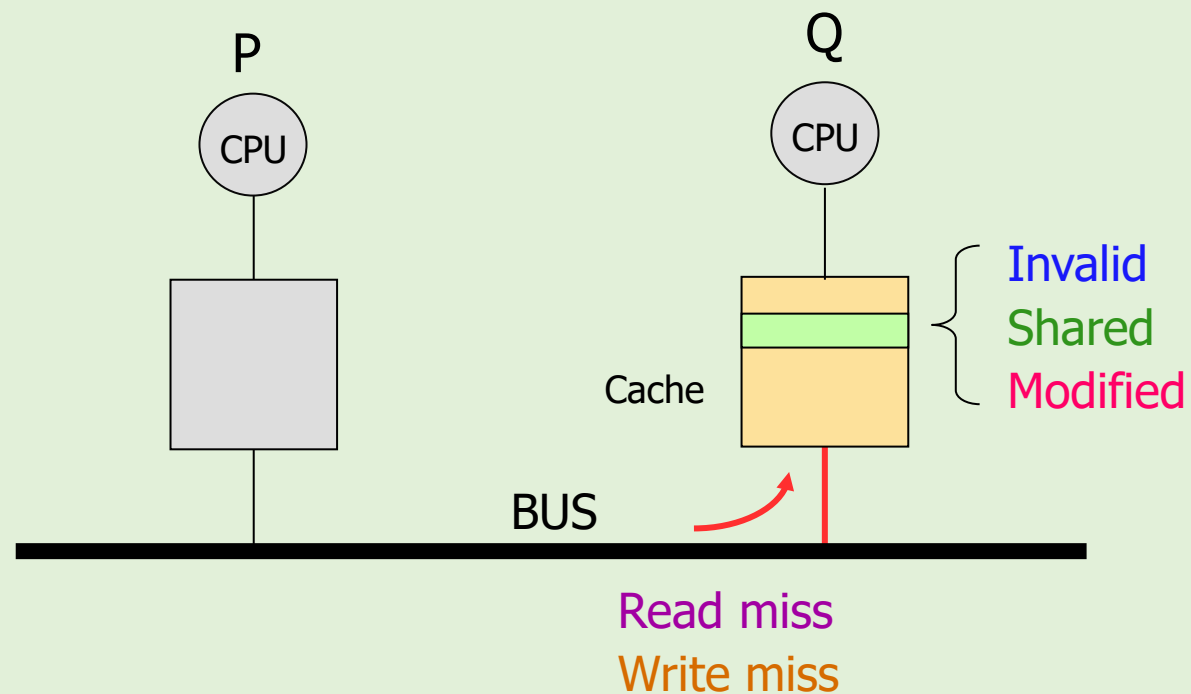 P
Q
CPU
CPU
Invalid
Shared
Modified
Cache
BUS
Read miss
Write miss